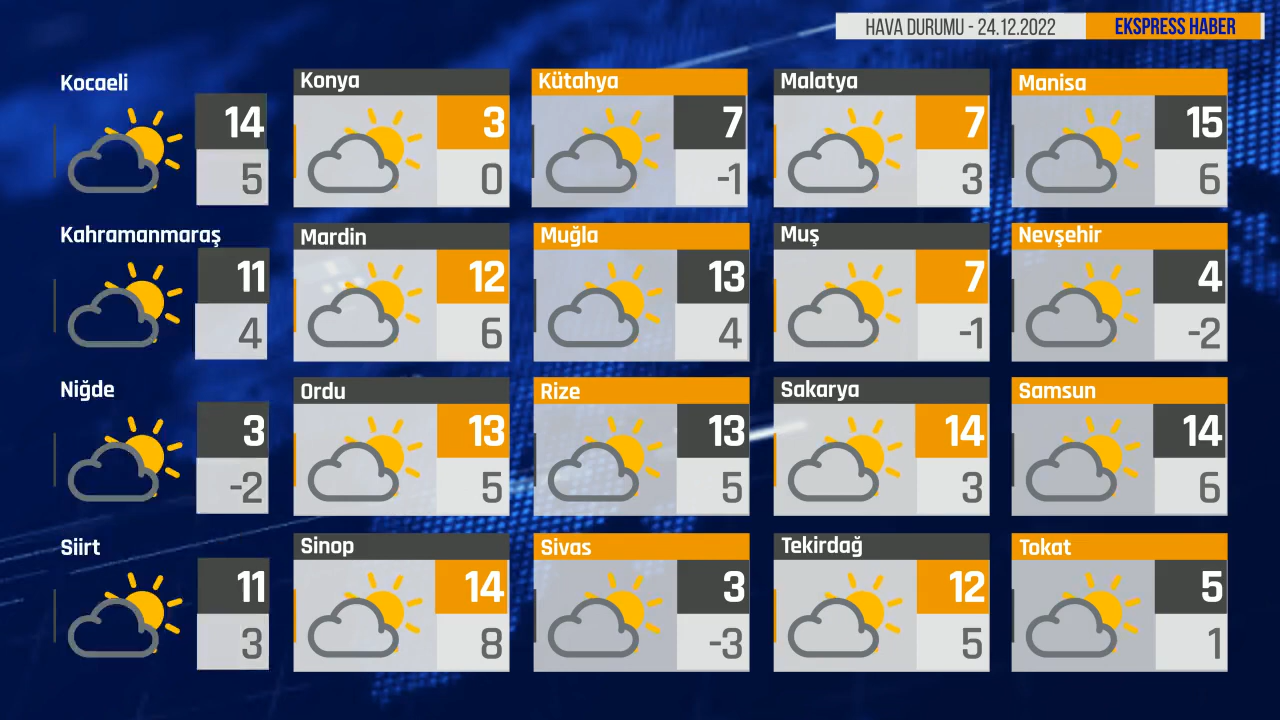 HAVA DURUMU - 24.12.2022 EKSPRESS HABER
Kocaeli
14
5
Konya
3
0
Kütahya
7
-1
Malatya
7
3
Manisa
15
6
Kahramanmaraş
11
4
Mardin
12
6
Muğla
13
4
Muş
7
-1
Nevşehir
4
-2
Niğde
3
-2
Ordu
13
5
Rize
13
5
Sakarya
14
3
Samsun
14
6
Siirt
11
3
Sinop
14
8
Sivas
3
-3
Tekirdağ
12
5
Tokat
5
1